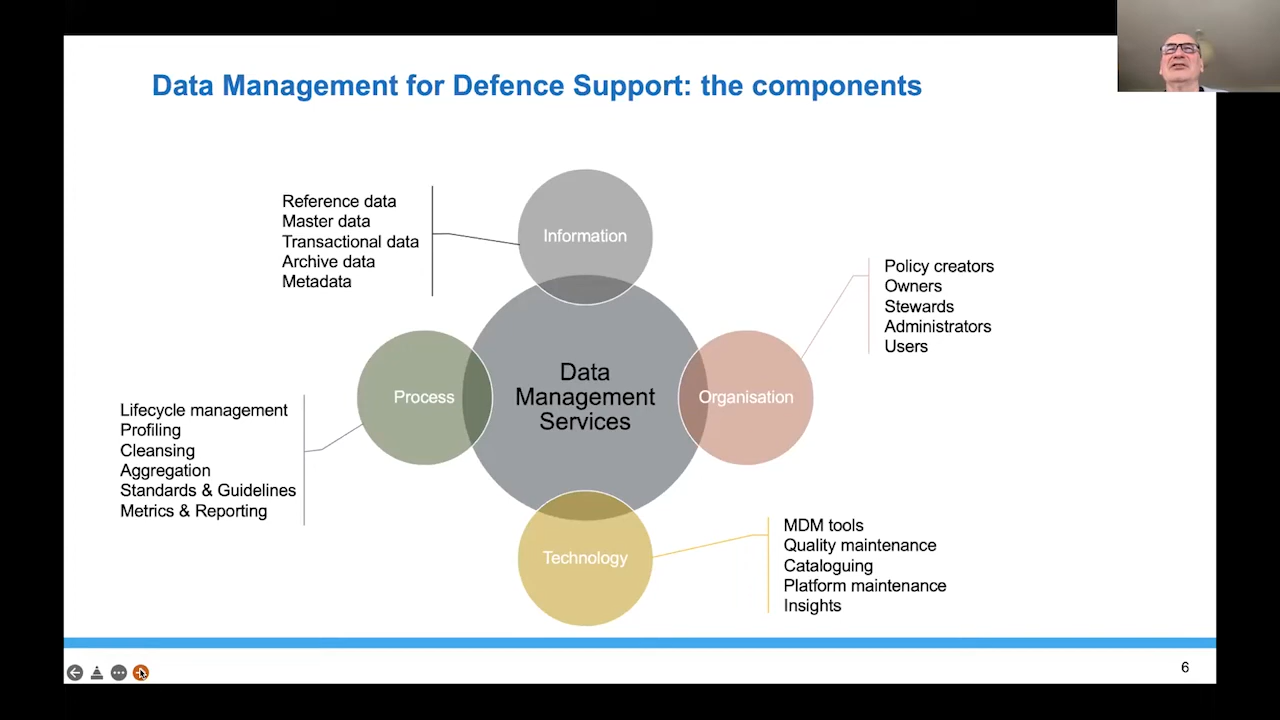 Data Management for Defence Support: the components
Reference data
Master data
Transactional data
Archive data
Metadata
Information
Policy creators
Owners
Stewards
Administrators
Users
Data
Management
Services
Process
Organisation
Lifecycle management
Profiling
Cleansing
Aggregation
Standards & Guidelines
Metrics & Reporting
Technology
MDM tools
Quality maintenance
Cataloguing
Platform maintenance
Insights
6